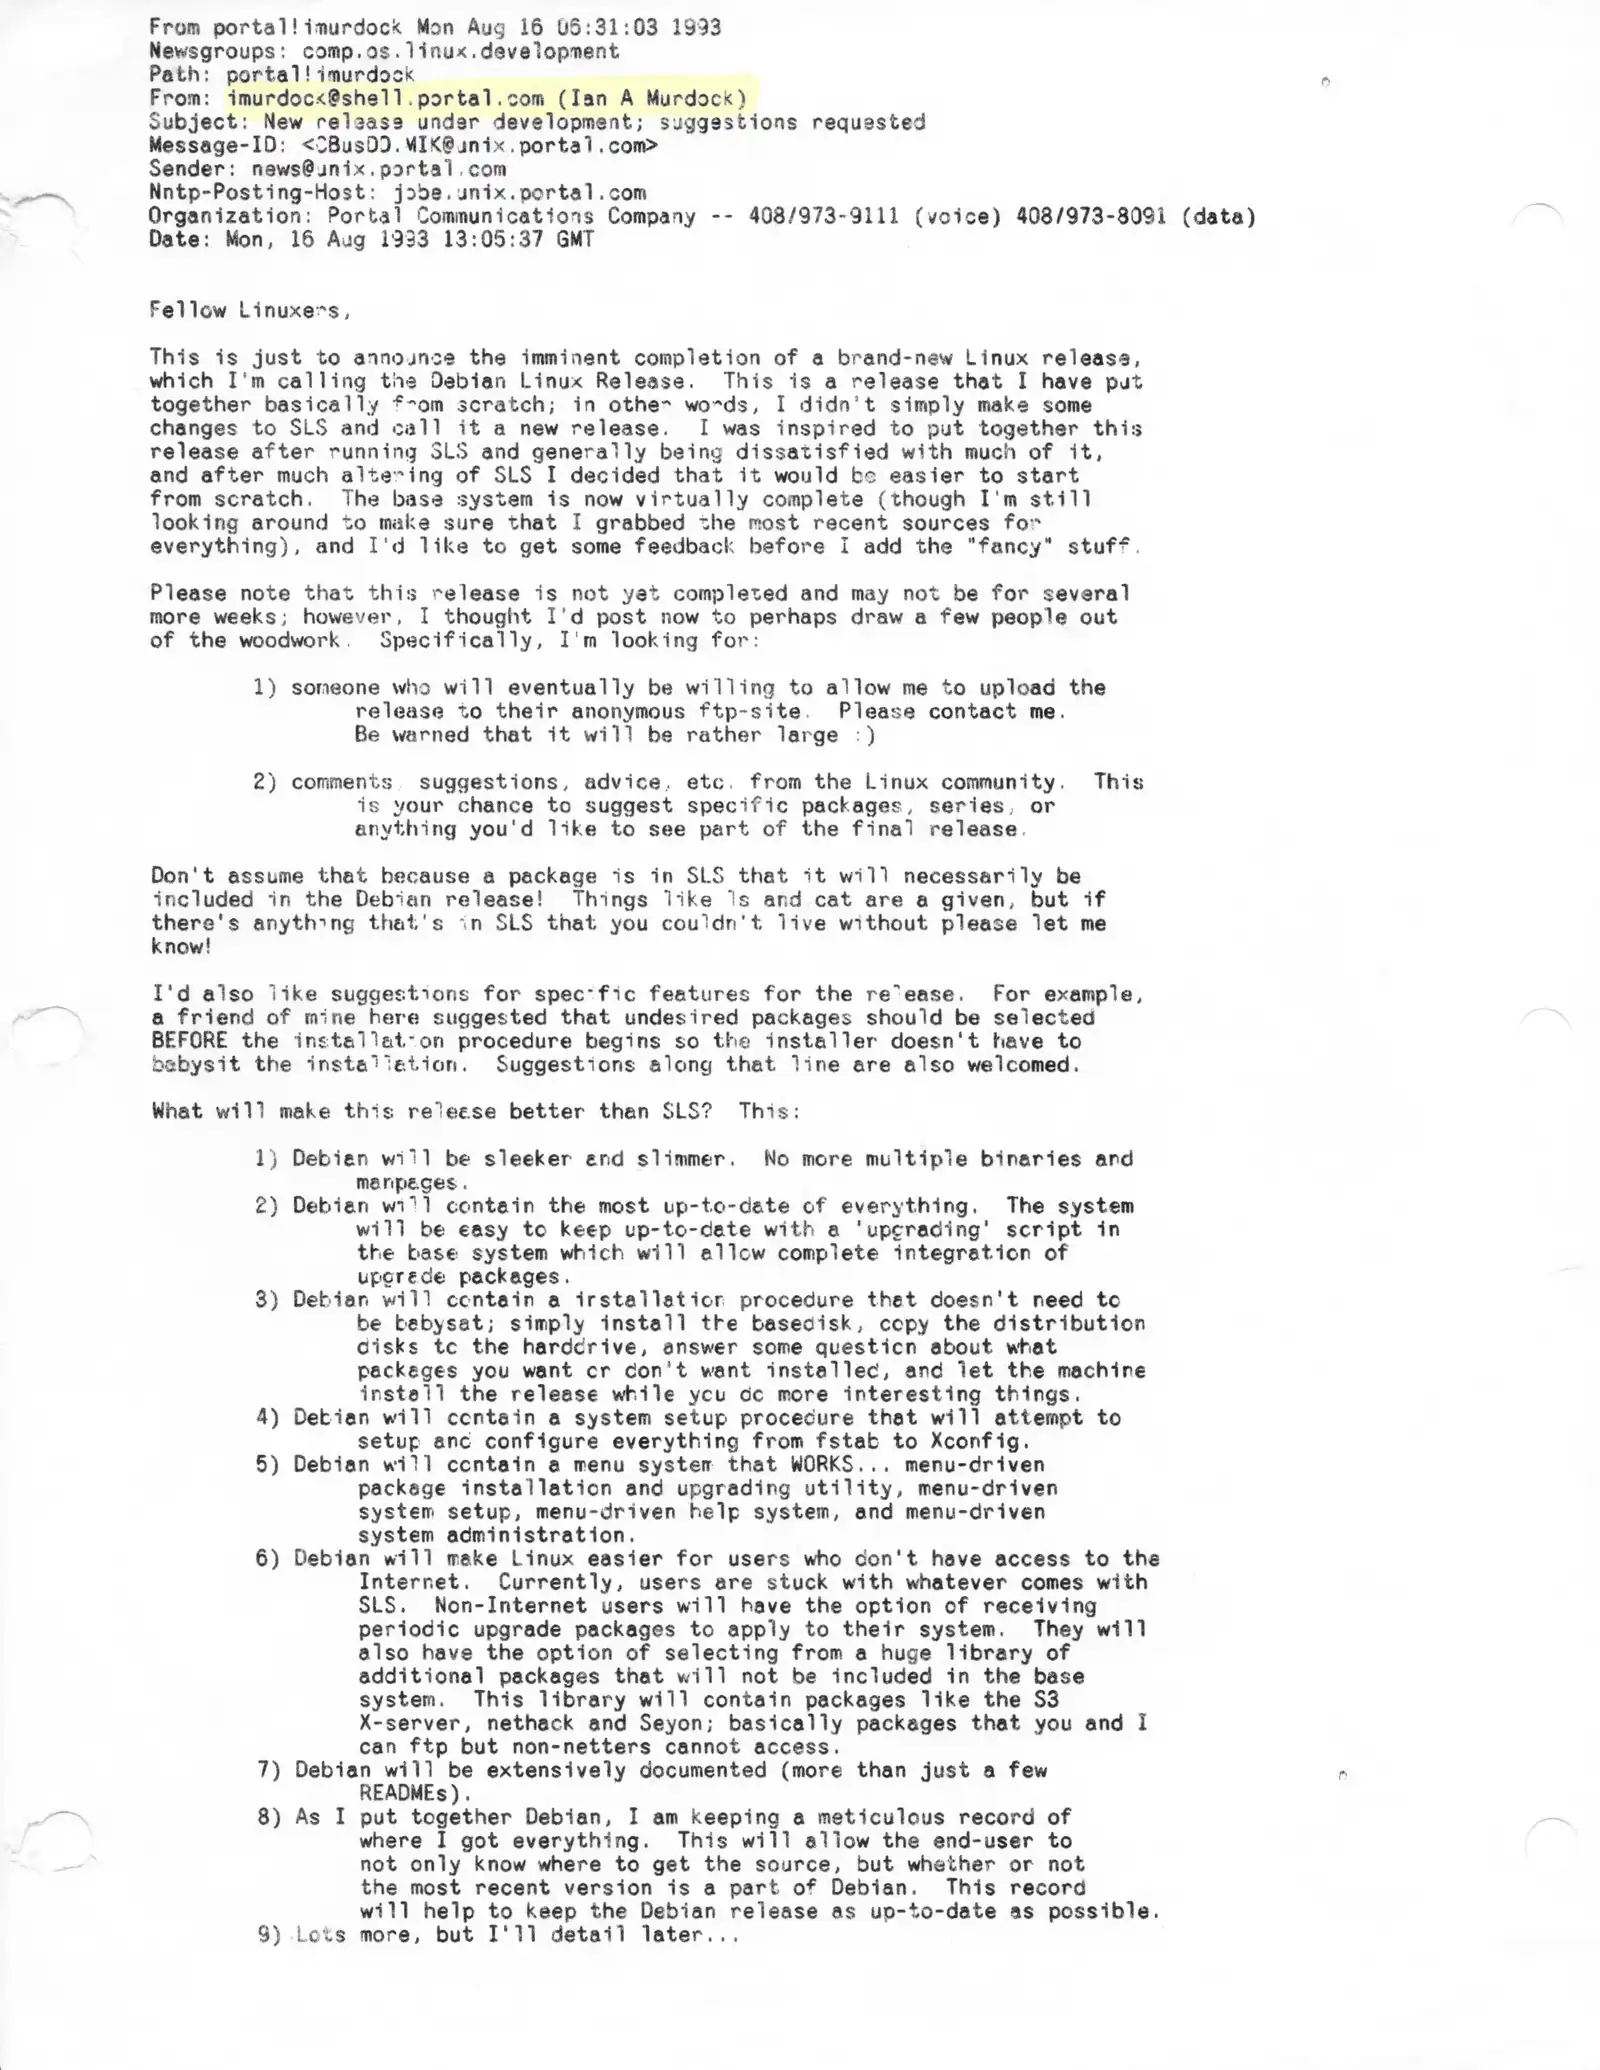 From portal!imurdock Mon Aug 16 06:31:03 1993
Newsgroups: comp.os.linux.development
Path: portal!imurdock
From: imurdock@shell.portal.com (Ian A Murdock)
Subject: New release under development; suggestions requested
Message-ID: <CBusDD.MIK@unix.portal.com>
Sender: news@unix.portal.com
Nntp-Posting-Host: jobe.unix.portal.com
Organization: Portal Communications Company -- 408/973-9111 (voice) 408/973-8091 (data)
Date: Mon, 16 Aug 1993 13:05:37 GMT
Fellow Linuxers,
This is just to announce the imminent completion of a brand-new Linux release,
which I'm calling the Debian Linux Release.  This is a release that I have put
together basically from scratch; in other words, I didn't simply make some
changes to SLS and call it a new release.  I was inspired to put together this
release after running SLS and generally being dissatisfied with much of it,
and after much altering of SLS I decided that it would be easier to start
from scratch.  The base system is now virtually complete (though I'm still
looking around to make sure that I grabbed the most recent sources for
everything), and I'd like to get some feedback before I add the "fancy" stuff.
Please note that this release is not yet completed and may not be for several
more weeks; however, I thought I'd post now to perhaps draw a few people out
of the woodwork.  Specifically, I'm looking for:
1) someone who will eventually be willing to allow me to upload the
release to their anonymous ftp-site.  Please contact me.
Be warned that it will be rather large :)
2) comments, suggestions, advice, etc. from the Linux community.  This
is your chance to suggest specific packages, series, or
anything you'd like to see part of the final release.
Don't assume that because a package is in SLS that it will necessarily be
included in the Debian release!  Things like ls and cat are a given, but if
there's anything that's in SLS that you couldn't live without please let me
know!
I'd also like suggestions for specific features for the release.  For example,
a friend of mine here suggested that undesired packages should be selected
BEFORE the installation procedure begins so the installer doesn't have to
babysit the installation.  Suggestions along that line are also welcomed.
What will make this release better than SLS?  This:
1) Debian will be sleeker and slimmer.  No more multiple binaries and
manpages.
2) Debian will contain the most up-to-date of everything.  The system
will be easy to keep up-to-date with a 'upgrading' script in
the base system which will allow complete integration of
upgrade packages.
3) Debian will contain a installation procedure that doesn't need to
be babysat; simply install the basedisk, copy the distribution
disks to the harddrive, answer some question about what
packages you want or don't want installed, and let the machine
install the release while you do more interesting things.
4) Debian will contain a system setup procedure that will attempt to
setup and configure everything from fstab to Xconfig.
5) Debian will contain a menu system that WORKS... menu-driven
package installation and upgrading utility, menu-driven
system setup, menu-driven help system, and menu-driven
system administration.
6) Debian will make Linux easier for users who don't have access to the
Internet.  Currently, users are stuck with whatever comes with
SLS.  Non-Internet users will have the option of receiving
periodic upgrade packages to apply to their system.  They will
also have the option of selecting from a huge library of
additional packages that will not be included in the base
system.  This library will contain packages like the S3
X-server, nethack and Seyon; basically packages that you and I
can ftp but non-netters cannot access.
7) Debian will be extensively documented (more than just a few
READMEs).
8) As I put together Debian, I am keeping a meticulous record of
where I got everything.  This will allow the end-user to
not only know where to get the source, but whether or not
the most recent version is a part of Debian.  This record
will help to keep the Debian release as up-to-date as possible.
9) Lots more, but I'll detail later...